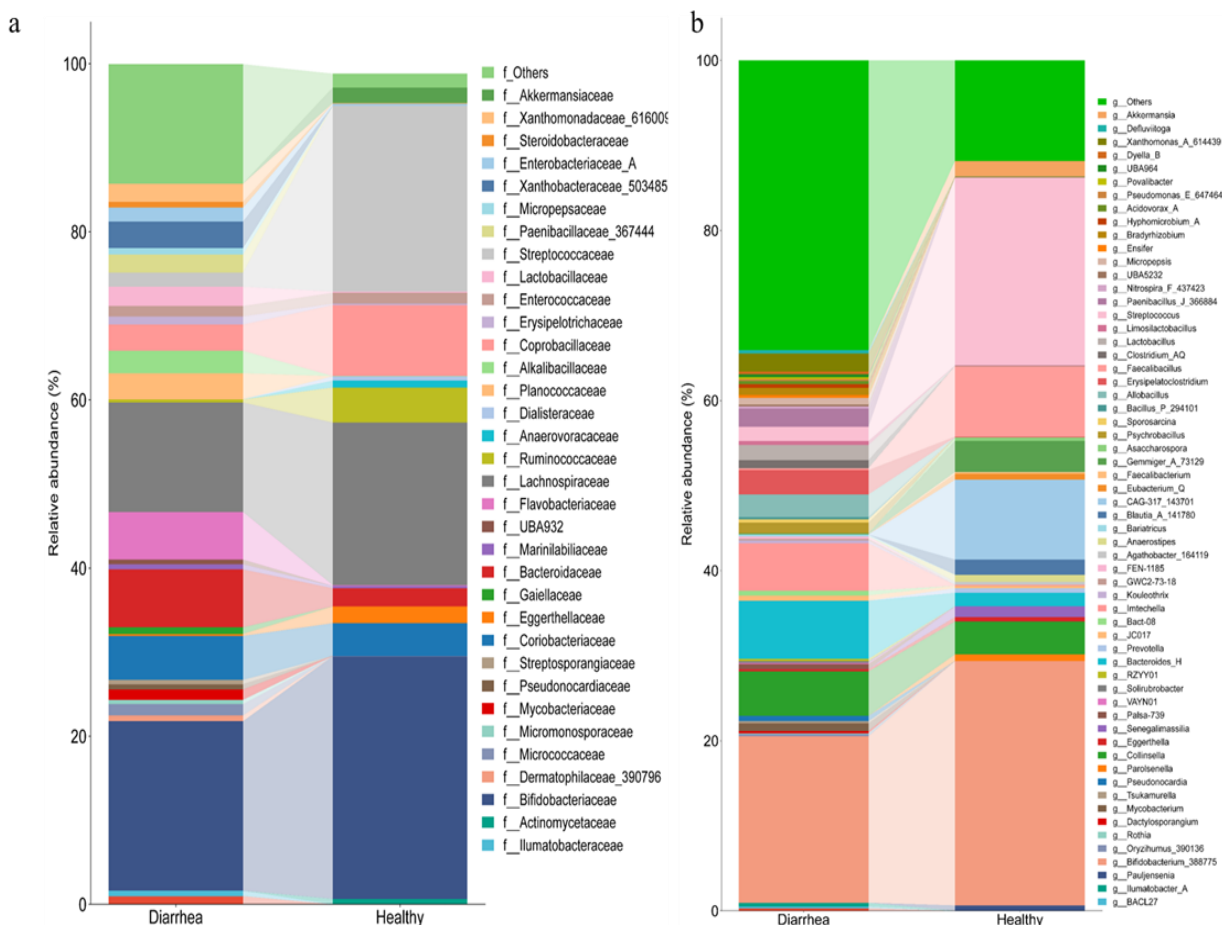 a
Relative abundance (%)
100
80
60
40
20
0
Diarrhea
Healthy
f_Others
f__Akkermansiaceae
f__Xanthomonadaceae_616009
f__Steroidobacteraceae
f__Enterobacteriaceae_A
f__Xanthobacteraceae_503485
f__Micropepsaceae
f__Paenibacillaceae_367444
f__Streptococcaceae
f__Lactobacillaceae
f__Enterococcaceae
f__Erysipelotrichaceae
f__Coprobacillaceae
f__Alkalibacillaceae
f__Planococcaceae
f__Dialisteraceae
f__Anaerovoracaceae
f__Ruminococcaceae
f__Lachnospiraceae
f__Flavobacteriaceae
f__UBA932
f__Marinilabiliaceae
f__Bacteroidaceae
f__Gaiellaceae
f__Eggerthellaceae
f__Coriobacteriaceae
f__Streptosporangiaceae
f__Pseudonocardiaceae
f__Mycobacteriaceae
f__Micromonosporaceae
f__Micrococcaceae
f__Dermatophilaceae_390796
f__Bifidobacteriaceae
f__Actinomycetaceae
f__Ilumatobacteraceae
b
Relative abundance (%)
100
80
60
40
20
0
Diarrhea
Healthy
g__Others
g__Akkermansia
g__Defluviitoga
g__Xanthomonas_A_614439
g__Dyella_B
g__UBA964
g__Povalibacter
g__Pseudomonas_E_647464
g__Acidovorax_A
g__Hyphomicrobium_A
g__Bradyrhizobium
g__Ensifer
g__Micropepsis
g__UBA5232
g__Nitrospira_F_437423
g__Paenibacillus_J_366884
g__Streptococcus
g__Limosilactobacillus
g__Lactobacillus
g__Clostridium_AQ
g__Faecalibacillus
g__Erysipelatoclostridium
g__Allobacillus
g__Bacillus_P_294101
g__Sporosarcina
g__Psychrobacillus
g__Asaccharospora
g__Gemmiger_A_73129
g__Faecalibacterium
g__Eubacterium_Q
g__CAG-317_143701
g__Blautia_A_141780
g__Bariatricus
g__Anaerostipes
g__Agathobacter_164119
g__FEN-1185
g__GWC2-73-18
g__Kouleothrix
g__Imtechella
g__Bact-08
g__JC017
g__Prevotella
g__Bacteroides_H
g__RZYY01
g__Solirubrobacter
g__VAYN01
g__Palsa-739
g__Senegalimassilia
g__Eggerthella
g__Collinsella
g__Parolsenella
g__Pseudonocardia
g__Tsukamurella
g__Mycobacterium
g__Dactylosporangium
g__Rothia
g__Oryzihumus_390136
g__Bifidobacterium_388775
g__Pauljensenia
g__Ilumatobacter_A
g__BACL27